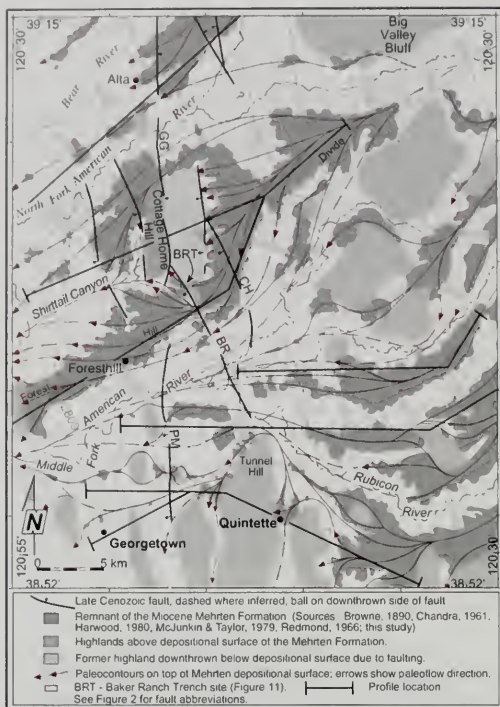 39 15'
39 15'
120 30'
120 30'
Big
Valley
Bluff
Bear River
Alta
North Fork American River
GG
Divide
Cottage Home
Hill
BRT
CH
Shirttail Canyon
Hill
Foresthill
Forest
BR
American River
Middle Fork
PM
Tunnel
Hill
Rubicon
River
N
Quintette
Georgetown
0 5 km
120 55'
120 30'
38 52'
38 52'
Late Cenozoic fault, dashed where inferred, ball on downthrown side of fault
Remnant of the Miocene Mehrten Formation (Sources Browne, 1890, Chandra, 1961,
Harwood, 1980, McJunkin & Taylor, 1979, Redmond, 1966; this study)
Highlands above depositional surface of the Mehrten Formation.
Former highland downthrown below depositional surface due to faulting.
Paleocontours on top of Mehrten depositional surface; arrows show paleoflow direction.
BRT - Baker Ranch Trench site (Figure 11). Profile location
See Figure 2 for fault abbreviations.